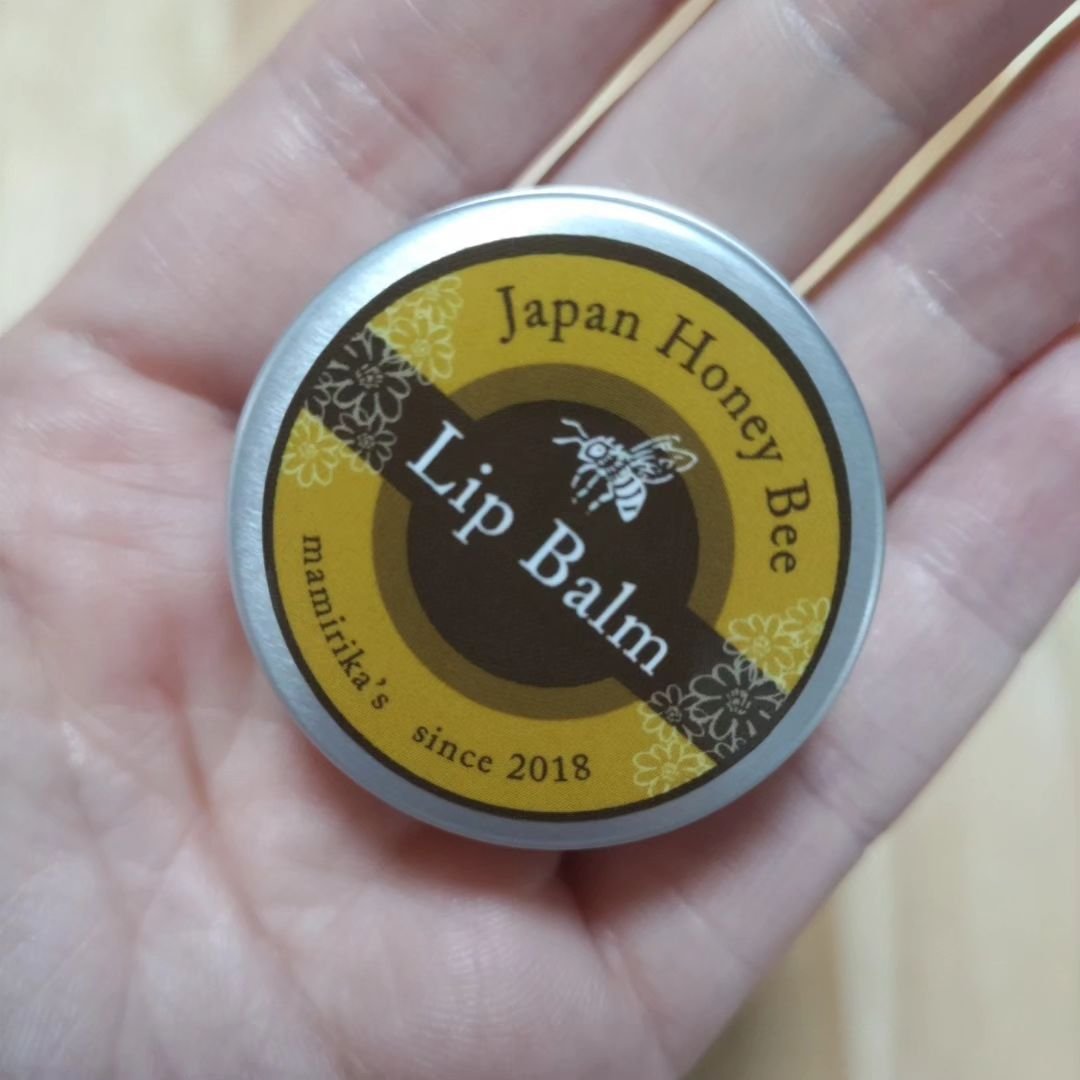 Japan Honey Bee
Lip Balm
mamirika's since 2018